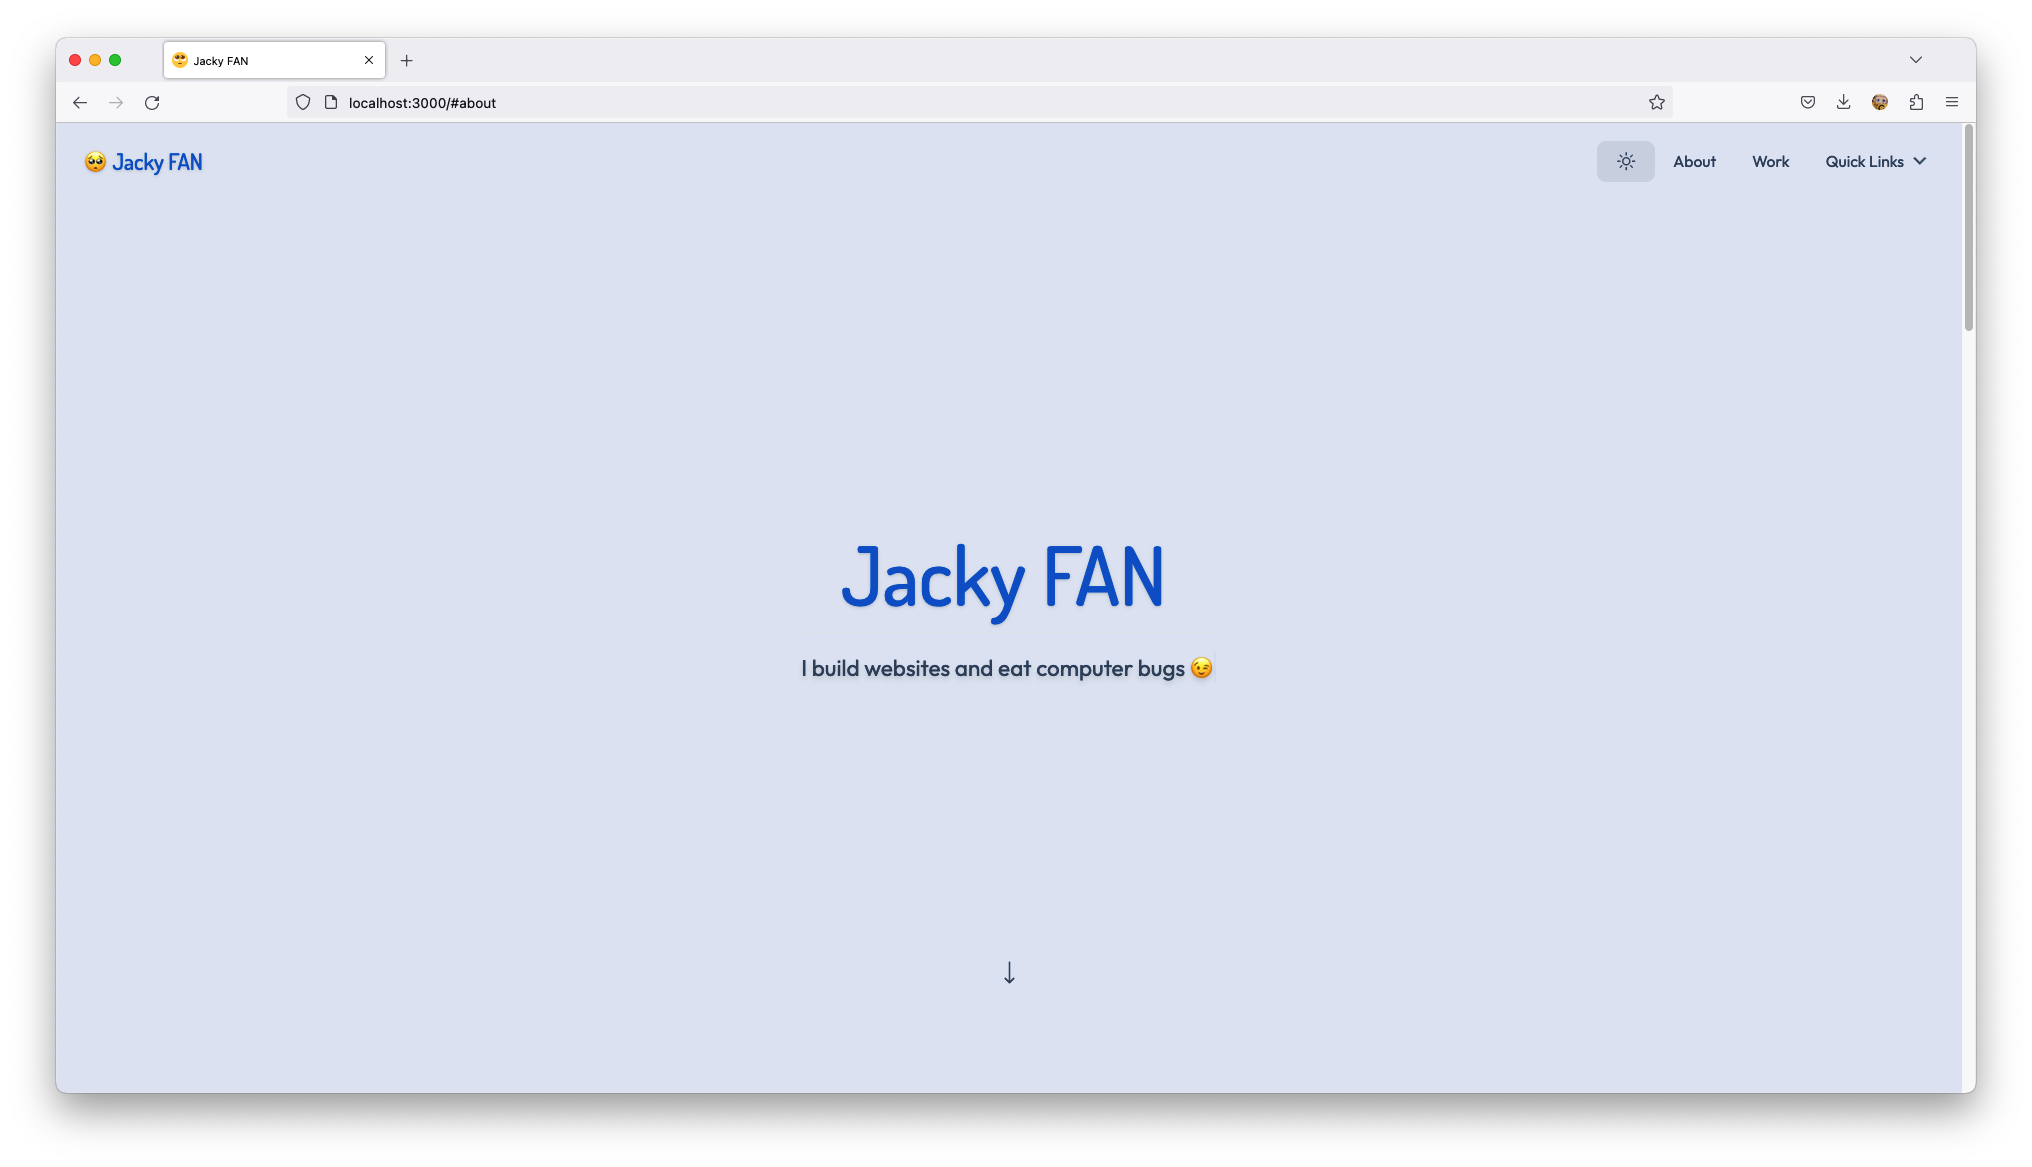 Jacky FAN
localhost:3000/#about
🥺 Jacky FAN
About
Work
Quick Links
Jacky FAN
I build websites and eat computer bugs 😉
↓